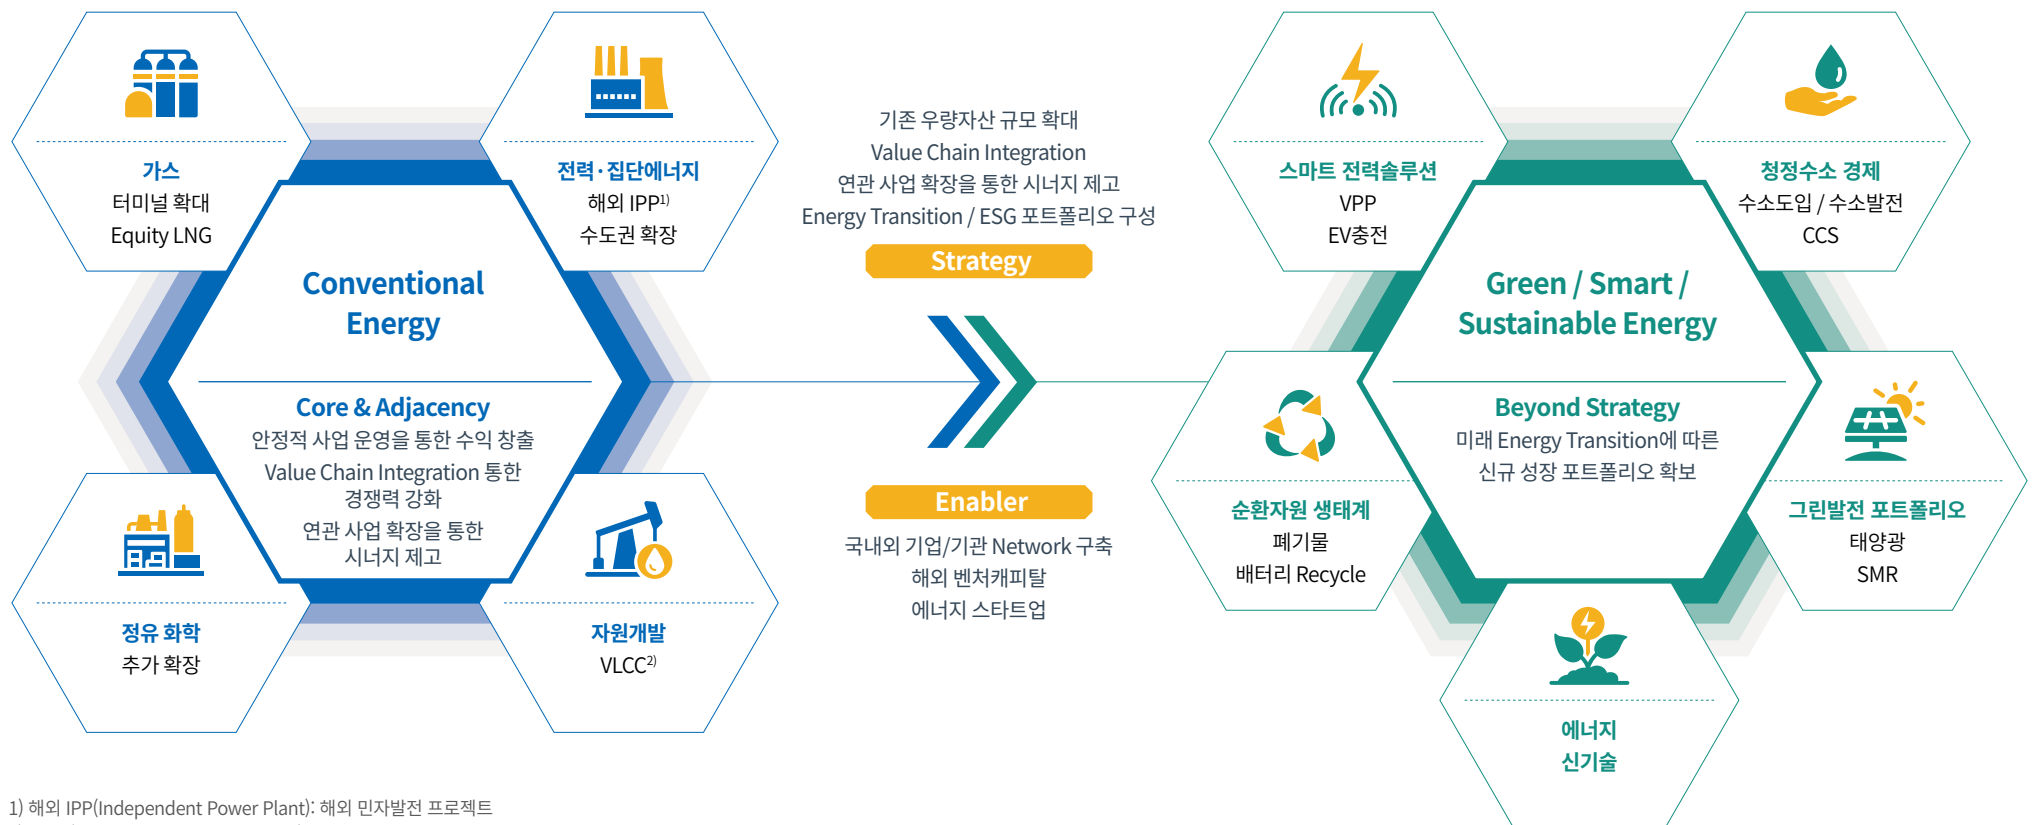 가스
터미널 확대
Equity LNG
전력·집단에너지
해외 IPP1)
수도권 확장
Conventional
Energy
Core & Adjacency
안정적 사업 운영을 통한 수익 창출
Value Chain Integration 통한
경쟁력 강화
연관 사업 확장을 통한
시너지 제고
정유 화학
추가 확장
자원개발
VLCC2)
기존 우량자산 규모 확대
Value Chain Integration
연관 사업 확장을 통한 시너지 제고
Energy Transition / ESG 포트폴리오 구성
Strategy
Enabler
국내외 기업/기관 Network 구축
해외 벤처캐피탈
에너지 스타트업
스마트 전력솔루션
VPP
EV충전
청정수소 경제
수소도입 / 수소발전
CCS
Green / Smart /
Sustainable Energy
Beyond Strategy
미래 Energy Transition에 따른
신규 성장 포트폴리오 확보
순환자원 생태계
폐기물
배터리 Recycle
그린발전 포트폴리오
태양광
SMR
에너지
신기술
1) 해외 IPP(Independent Power Plant): 해외 민자발전 프로젝트